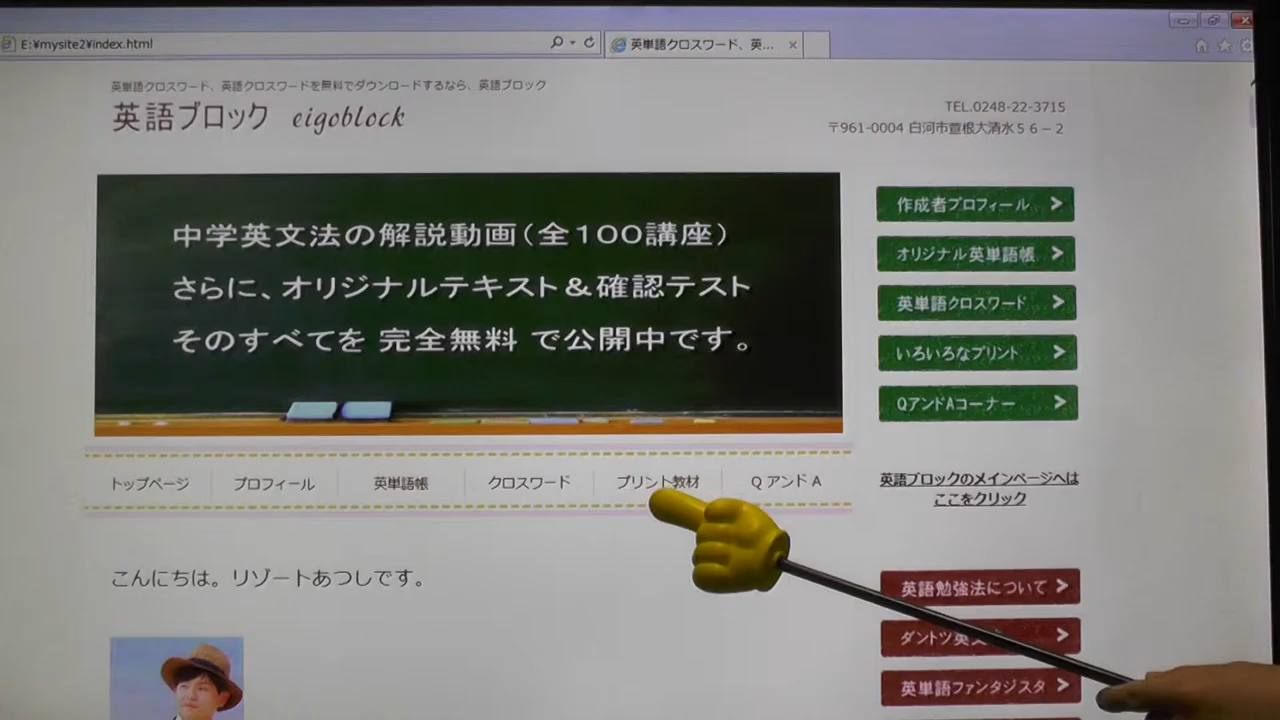 E:¥mysite2¥index.html
英単語クロスワード、英...
英単語クロスワード、英語クロスワードを無料でダウンロードするなら、英語ブロック
英語ブロック eigoblock
TEL.0248-22-3715
〒961-0004 白河市萱根大清水５６－２
中学英文法の解説動画（全１００講座）
さらに、オリジナルテキスト＆確認テスト
そのすべてを 完全無料 で公開中です。
作成者プロフィール
オリジナル英単語帳
英単語クロスワード
いろいろなプリント
QアンドAコーナー
トップページ
プロフィール
英単語帳
クロスワード
プリント教材
Q アンド A
英語ブロックのメインページへは
ここをクリック
こんにちは。リゾートあつしです。
英語勉強法について
ダントツ英文
英単語ファンタジスタ